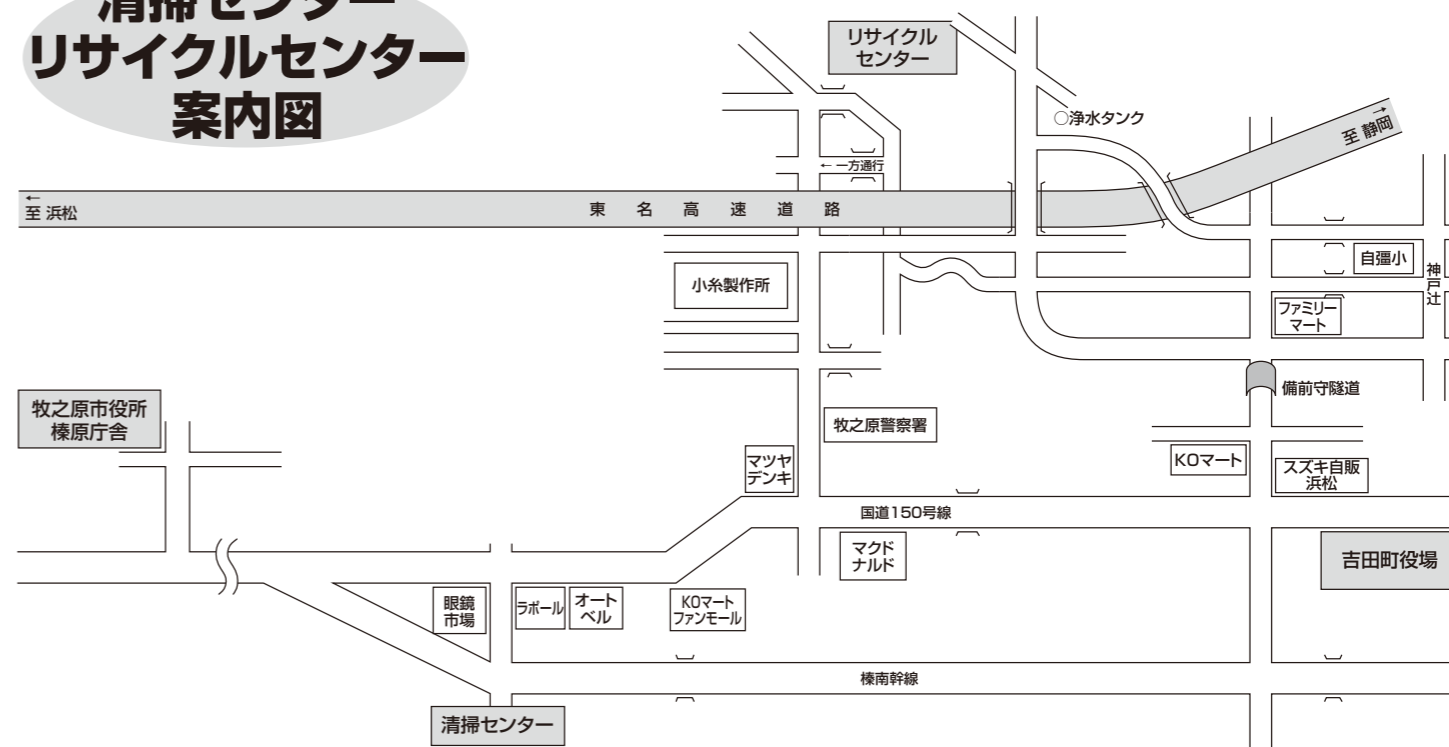 清掃センター
リサイクルセンター
案内図
リサイクル
センター
○浄水タンク
→
至 静岡
← 一方通行
←
至 浜松
東名高速道路
小糸製作所
自彊小
神戸辻
ファミリー
マート
備前守隧道
牧之原市役所
榛原庁舎
牧之原警察署
マツヤ
デンキ
KOマート
スズキ自販
浜松
国道150号線
マクド
ナルド
吉田町役場
眼鏡
市場
ラポール
オート
ベル
KOマート
ファンモール
榛南幹線
清掃センター